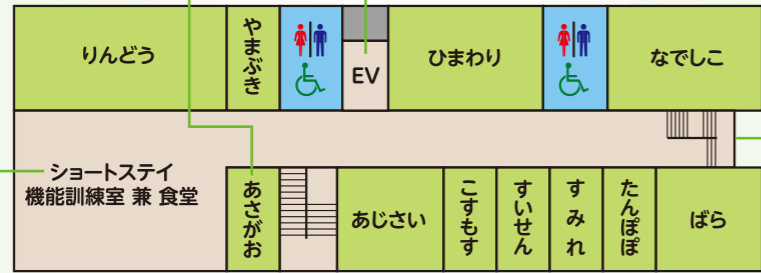 りんどう
やまぶき
EV
ひまわり
なでしこ
ショートステイ
機能訓練室 兼 食堂
あさがお
あじさい
こすもす
すいせん
すみれ
たんぽぽ
ばら